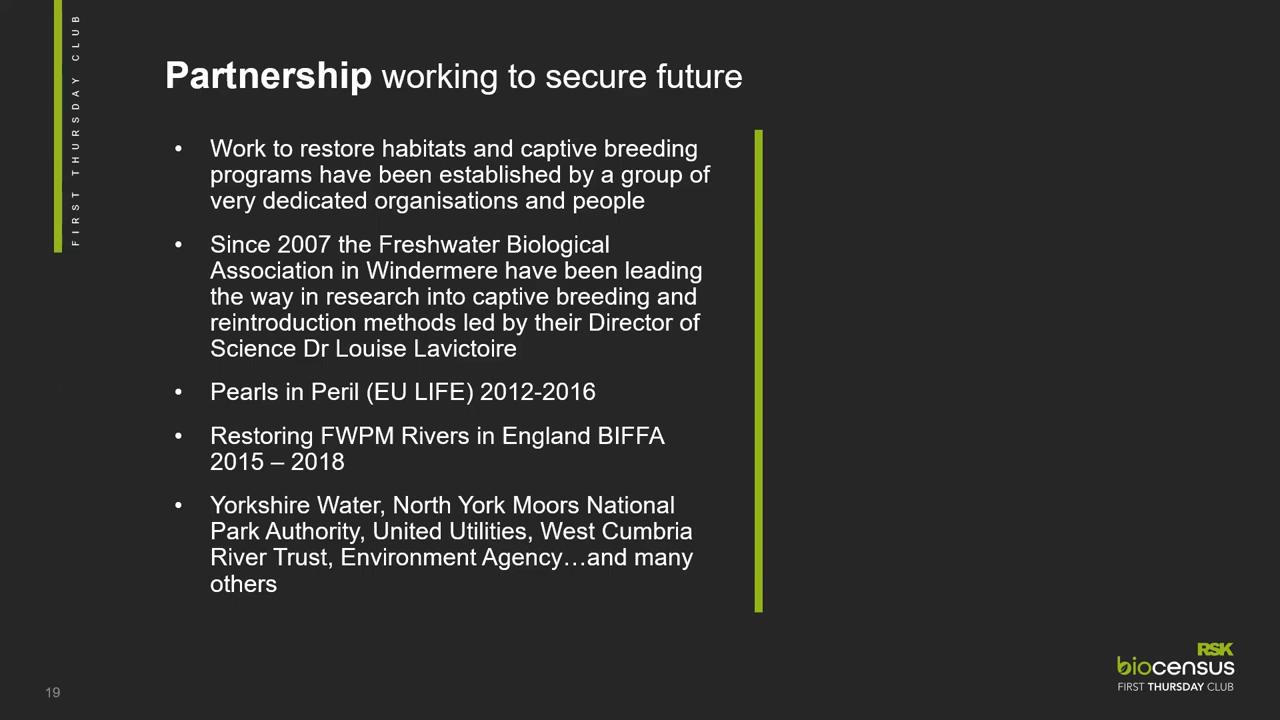 FIRST THURSDAY CLUB
Partnership working to secure future
• Work to restore habitats and captive breeding
programs have been established by a group of
very dedicated organisations and people
• Since 2007 the Freshwater Biological
Association in Windermere have been leading
the way in research into captive breeding and
reintroduction methods led by their Director of
Science Dr Louise Lavictoire
• Pearls in Peril (EU LIFE) 2012-2016
• Restoring FWPM Rivers in England BIFFA
2015 – 2018
• Yorkshire Water, North York Moors National
Park Authority, United Utilities, West Cumbria
River Trust, Environment Agency…and many
others
RSK
biocensus
FIRST THURSDAY CLUB
19